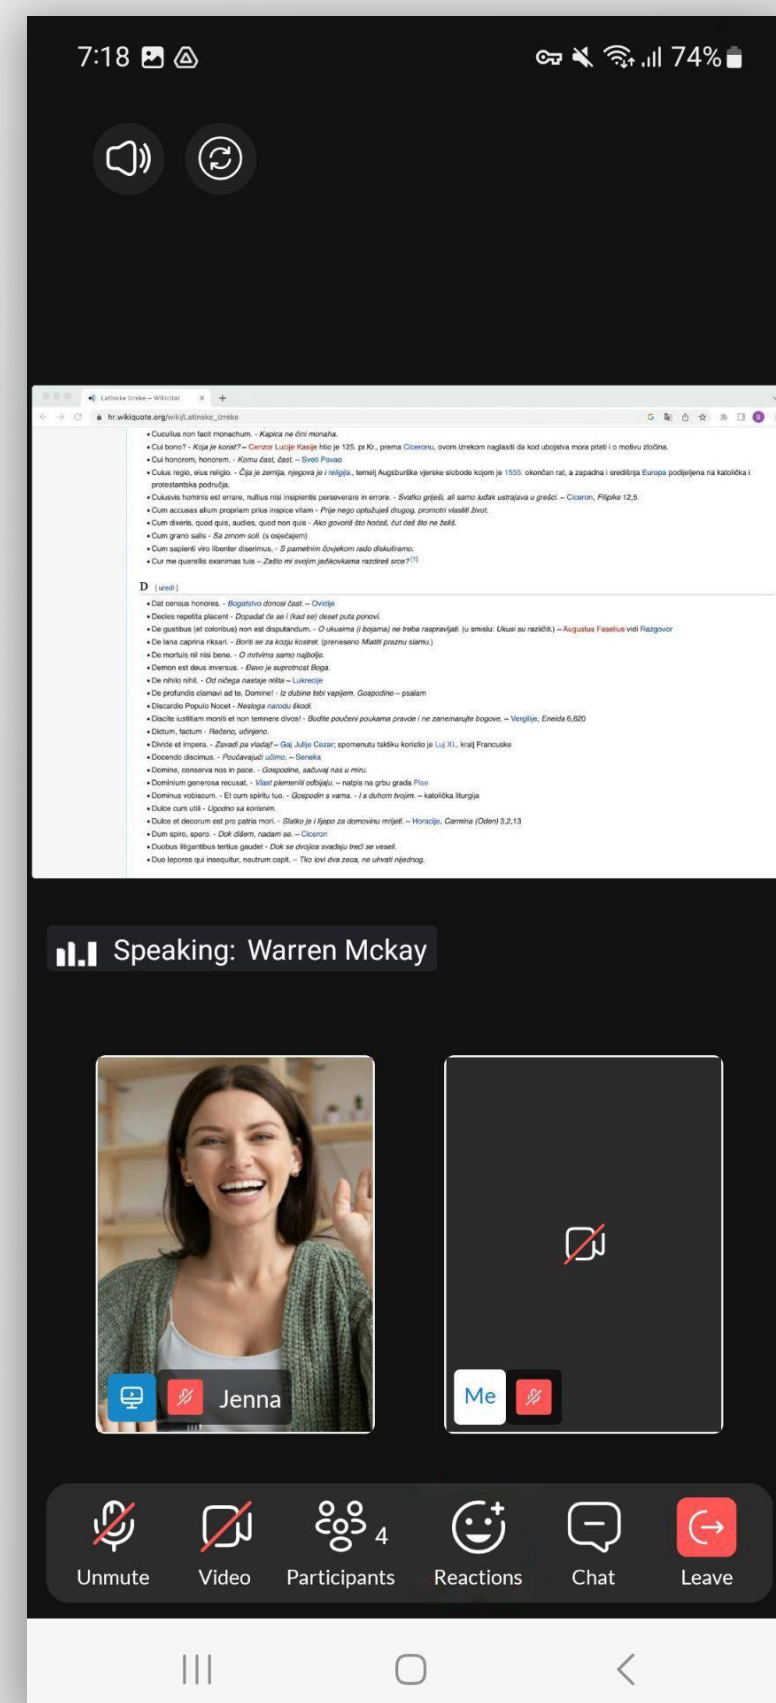 7:18
74%
Latinske izreke – Wikicitat
hr.wikiquote.org/wiki/Latinske_izreke
• Cucullus non facit monachum. - Kapica ne čini monaha.
• Cui bono? - Koja je korist? ~ Cenzor Lucije Kasije htio je 125. pr.Kr., prema Ciceronu, ovom izrekom naglasiti da kod ubojstva mora pitati i o motivu zločina.
• Cui honorem, honorem. - Komu čast, čast. ~ Sveti Pavao
• Cuius regio, eius religio. - Čija je zemlja, njegova je i religija., temelj Augsburške vjerske slobode kojom je 1555. okončan rat, a zapadna i središnja Europa podijeljena na katolička i
protestantska područja.
• Cuiusvis hominis est errare, nullius nisi insipientis perseverare in errore. - Svatko griješi, ali samo luđak ustrajava u grešci. ~ Ciceron, Filipike 12,5.
• Cum accusas alium propriam prius inspice vitam - Prije nego optužuješ drugog, promotri vlastiti život.
• Cum dixeris, quod quis, audies, quod non quis - Ako govoriš što hoćeš, čut ćeš što ne želiš.
• Cum grano salis - Sa zrnom soli. (s osjećajem)
• Cum sapienti viro libenter diserimus. - S pametnim čovjekom rado diskutiramo.
• Cur me querellis exanimas tuis – Zašto mi svojim jadikovkama razdireš srce? [1]
D [ uredi ]
• Dat census honores. - Bogatstvo donosi čast. ~ Ovidije
• Decies repetita placent - Dopadat će se i (kad se) deset puta ponovi.
• De gustibus (et coloribus) non est disputandum. - O ukusima (i bojama) ne treba raspravljati. (u smislu: Ukusi su različiti.) ~ Augustus Faselius vidi Razgovor
• De lana caprina riksari. - Boriti se za kozju kostret. (preneseno Mlatiti praznu slamu.)
• De mortuis nil nisi bene. - O mrtvima samo najbolje.
• Demon est deus inversus. - Đavo je suprotnost Boga.
• De nihilo nihil. - Od ničega nastaje ništa ~ Lukrecije
• De profundis clamavi ad te, Domine! - Iz dubine tebi vapijem, Gospodine – psalam
• Discardio Populo Nocet - Nesloga narodu škodi.
• Discite iustitiam moniti et non temnere divos! - Budite poučeni poukama pravde i ne zanemarujte bogove. ~ Vergilije, Eneida 6,620
• Dictum, factum - Rečeno, učinjeno.
• Divide et impera. - Zavadi pa vladaj! ~ Gaj Julije Cezar; spomenutu taktiku koristio je Luj XI., kralj Francuske
• Docendo discimus. - Poučavajući učimo. ~ Seneka
• Domine, conserva nos in pace. - Gospodine, sačuvaj nas u miru.
• Dominium generosa recusat. - Vlast plemeniti odbijaju. ~ natpis na grbu grada Pise
• Dominus vobiscum. - Et cum spiritu tuo. - Gospodin s vama. - I s duhom tvojim. ~ katolička liturgija
• Dulce cum utili - Ugodno sa korisnim.
• Dulce et decorum est pro patria mori. - Slatko je i lijepo za domovinu mrijeti. ~ Horacije, Carmina (Oden) 3,2,13
• Dum spiro, spero. - Dok dišem, nadam se. ~ Ciceron
• Duobus litigantibus tertius gaudet - Dok se dvojica svađaju treći se veseli.
• Duo lepores qui insequitur, neutrum capit. ~ Tko lovi dva zeca, ne uhvati nijednog.
Speaking: Warren Mckay
Jenna
Me
4
Unmute Video Participants Reactions Chat Leave